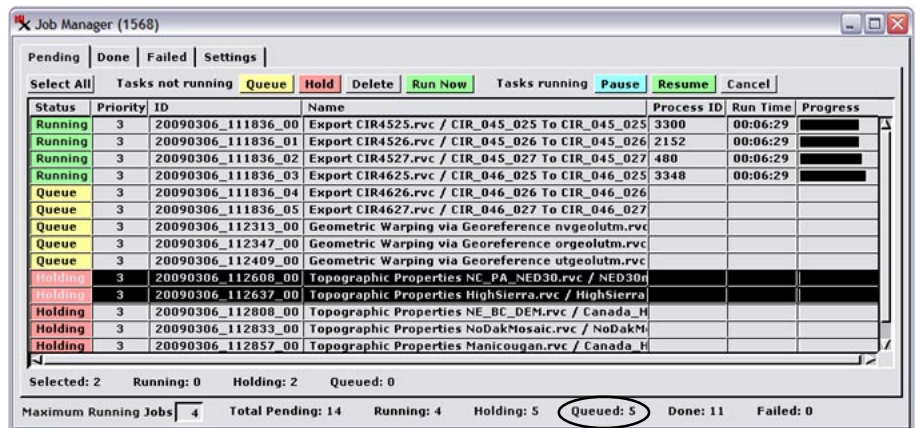 Job Manager (1568)
Pending Done Failed Settings
Select All Tasks not running Queue Hold Delete Run Now Tasks running Pause Resume Cancel
Status Priority ID Name Process ID Run Time Progress
Running 3 20090306_111836_00 Export CIR4525.rvc / CIR_045_025 To CIR_045_025 3300 00:06:29
Running 3 20090306_111836_01 Export CIR4526.rvc / CIR_045_026 To CIR_045_026 2152 00:06:29
Running 3 20090306_111836_02 Export CIR4527.rvc / CIR_045_027 To CIR_045_027 480 00:06:29
Running 3 20090306_111836_03 Export CIR4625.rvc / CIR_046_025 To CIR_046_025 3348 00:06:29
Queue 3 20090306_111836_04 Export CIR4626.rvc / CIR_046_026 To CIR_046_026
Queue 3 20090306_111836_05 Export CIR4627.rvc / CIR_046_027 To CIR_046_027
Queue 3 20090306_112313_00 Geometric Warping via Georeference nvgeolutm.rvc
Queue 3 20090306_112347_00 Geometric Warping via Georeference orgeolutm.rvc
Queue 3 20090306_112409_00 Geometric Warping via Georeference utgeolutm.rvc
Holding 3 20090306_112608_00 Topographic Properties NC_PA_NED30.rvc / NED30m
Holding 3 20090306_112637_00 Topographic Properties HighSierra.rvc / HighSierra
Holding 3 20090306_112808_00 Topographic Properties NE_BC_DEM.rvc / Canada_H
Holding 3 20090306_112833_00 Topographic Properties NoDakMosaic.rvc / NoDakM
Holding 3 20090306_112857_00 Topographic Properties Manicougan.rvc / Canada_H
Selected: 2 Running: 0 Holding: 2 Queued: 0
Maximum Running Jobs 4 Total Pending: 14 Running: 4 Holding: 5 Queued: 5 Done: 11 Failed: 0